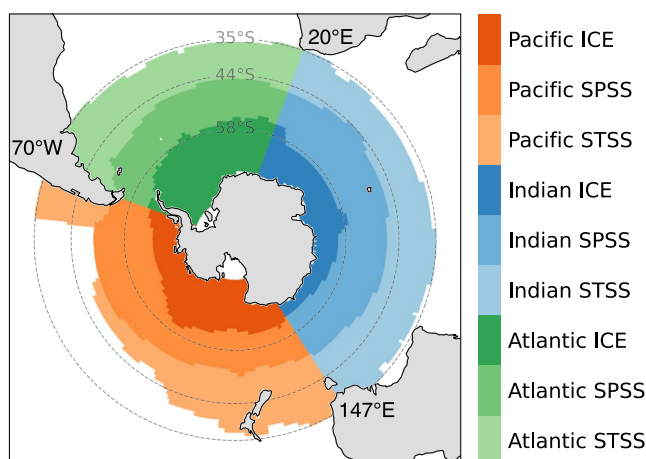 35°S
20°E
44°S
58°S
70°W
147°E
Pacific ICE
Pacific SPSS
Pacific STSS
Indian ICE
Indian SPSS
Indian STSS
Atlantic ICE
Atlantic SPSS
Atlantic STSS